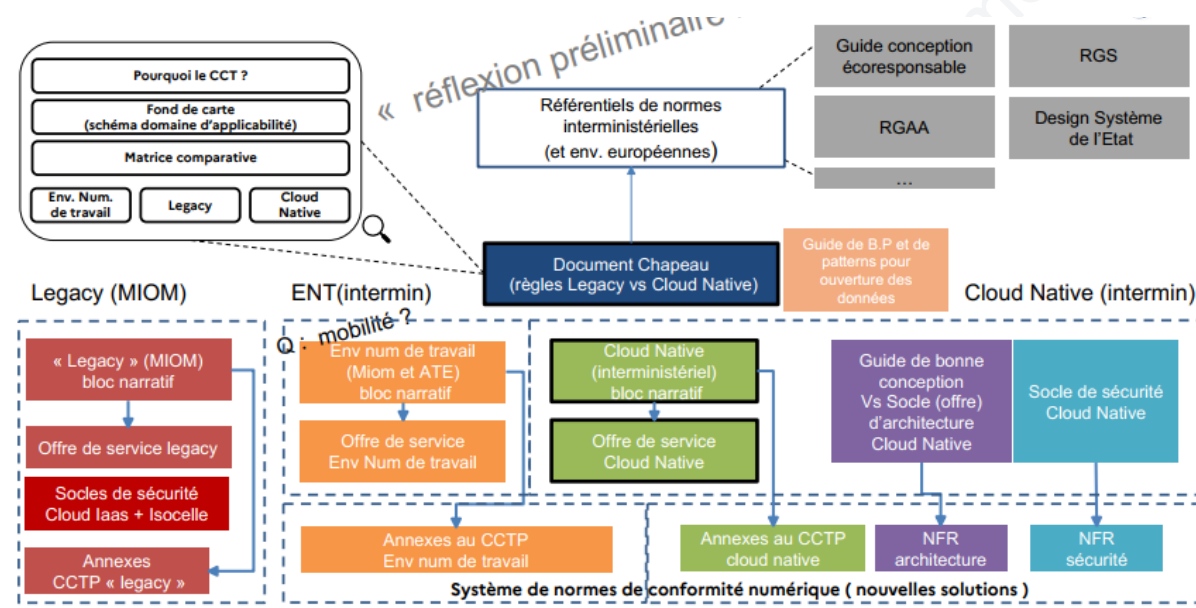 « réflexion préliminaire
Pourquoi le CCT ?
Fond de carte
(schéma domaine d'applicabilité)
Matrice comparative
Env. Num.
de travail
Legacy
Cloud
Native
Référentiels de normes
interministérielles
(et env. européennes)
Guide conception
écoresponsable
RGS
RGAA
Design Système
de l'Etat
...
Document Chapeau
(règles Legacy vs Cloud Native)
Guide de B.P et de
patterns pour
ouverture des
données
Legacy (MIOM)
ENT(intermin)
Cloud Native (intermin)
Q : mobilité ?
« Legacy » (MIOM)
bloc narratif
Offre de service legacy
Socles de sécurité
Cloud Iaas + Isocelle
Annexes
CCTP « legacy »
Env num de travail
(Miom et ATE)
bloc narratif
Offre de service
Env Num de travail
Cloud Native
(interministériel)
bloc narratif
Offre de service
Cloud Native
Guide de bonne
conception
Vs Socle (offre)
d'architecture
Cloud Native
Socle de sécurité
Cloud Native
Annexes au CCTP
Env num de travail
Annexes au CCTP
cloud native
NFR
architecture
NFR
sécurité
Système de normes de conformité numérique ( nouvelles solutions )